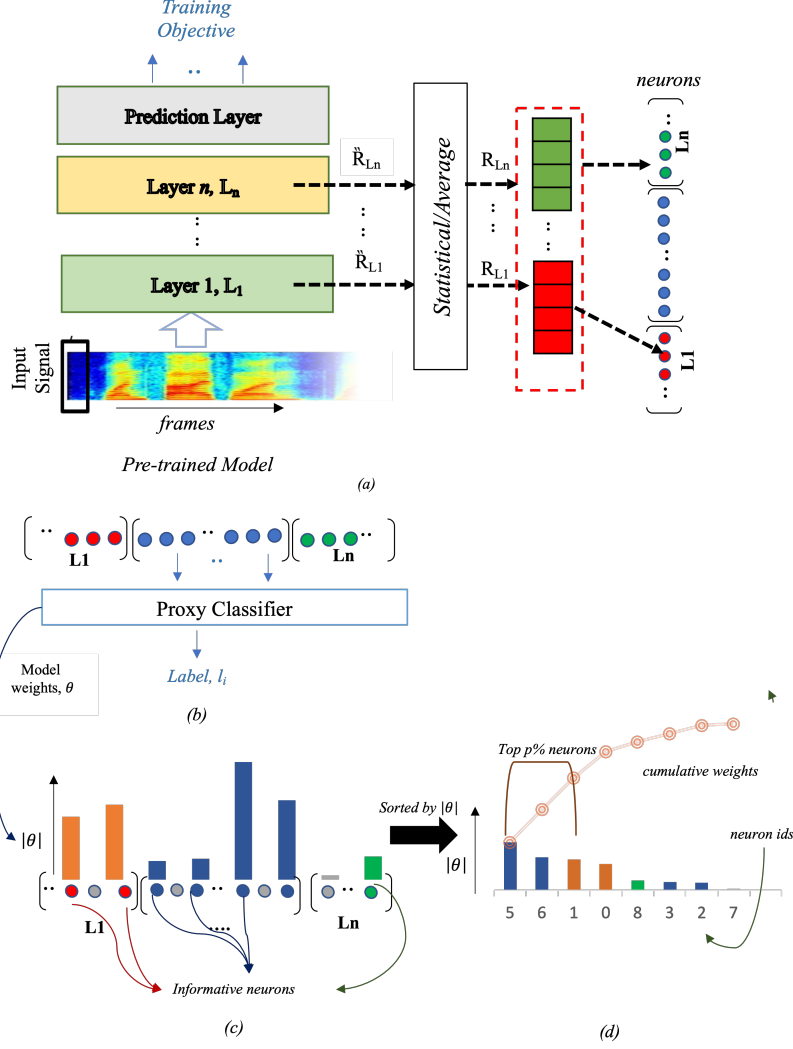 Training
Objective
Prediction Layer
Layer n, Lₙ
Layer 1, L₁
Input
Signal
frames
Pre-trained Model
ȐLn
ȐL1
Statistical/Average
RLn
RL1
neurons
Ln
L1
(a)
L1
Ln
Proxy Classifier
Label, lᵢ
Model
weights, θ
(b)
|θ|
L1
Ln
Informative neurons
(c)
Sorted by |θ|
Top p% neurons
cumulative weights
neuron ids
|θ|
5 6 1 0 8 3 2 7
(d)